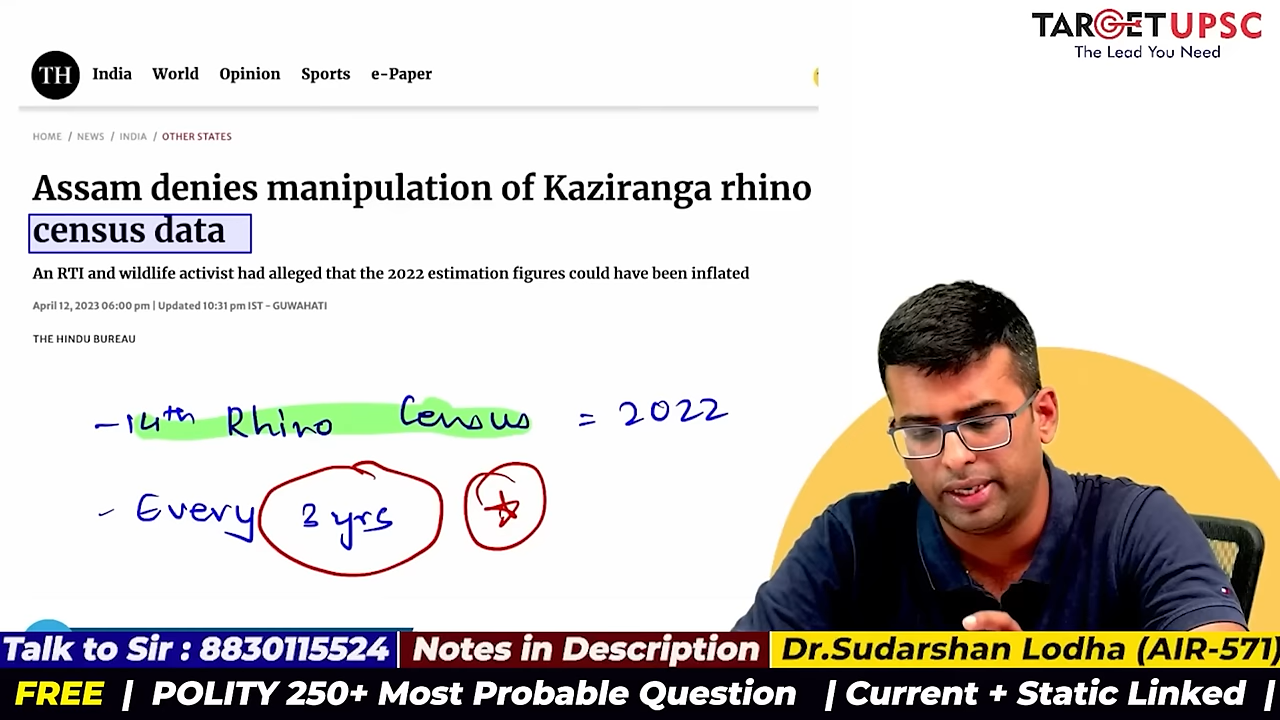 TARGETUPSC
The Lead You Need
TH India World Opinion Sports e-Paper
HOME / NEWS / INDIA / OTHER STATES
Assam denies manipulation of Kaziranga rhino
census data
An RTI and wildlife activist had alleged that the 2022 estimation figures could have been inflated
April 12, 2023 06:00 pm | Updated 10:31 pm IST - GUWAHATI
THE HINDU BUREAU
- 14th Rhino Census = 2022
- Every 3 yrs
Talk to Sir : 8830115524 Notes in Description Dr.Sudarshan Lodha (AIR-571)
FREE | POLITY 250+ Most Probable Question | Current + Static Linked |